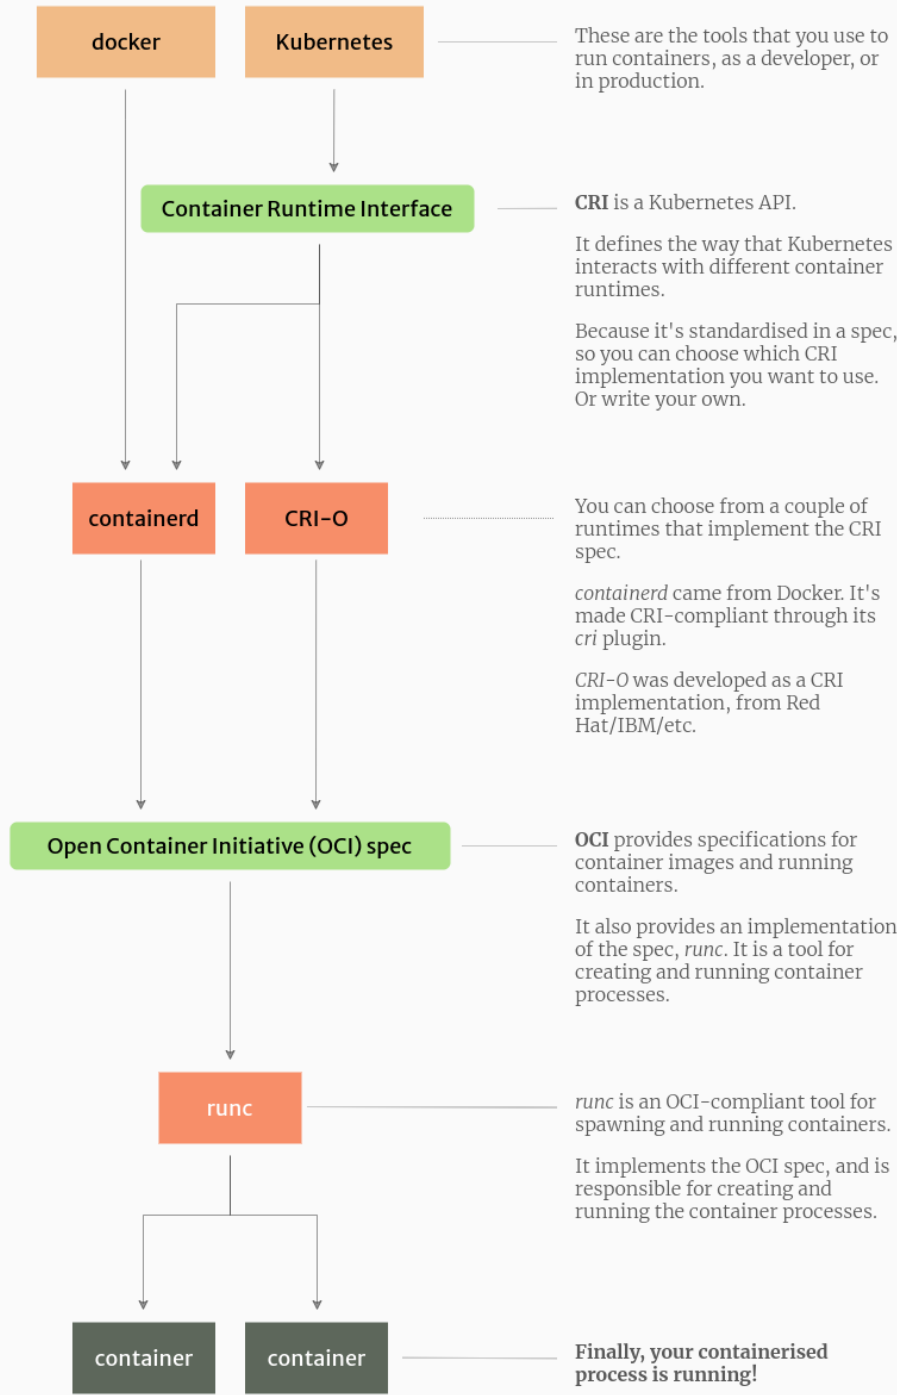 docker
Kubernetes
These are the tools that you use to
run containers, as a developer, or
in production.
Container Runtime Interface
CRI is a Kubernetes API.
It defines the way that Kubernetes
interacts with different container
runtimes.
Because it's standardised in a spec,
so you can choose which CRI
implementation you want to use.
Or write your own.
containerd
CRI-O
You can choose from a couple of
runtimes that implement the CRI
spec.
containerd came from Docker. It's
made CRI-compliant through its
cri plugin.
CRI-O was developed as a CRI
implementation, from Red
Hat/IBM/etc.
Open Container Initiative (OCI) spec
OCI provides specifications for
container images and running
containers.
It also provides an implementation
of the spec, runc. It is a tool for
creating and running container
processes.
runc
runc is an OCI-compliant tool for
spawning and running containers.
It implements the OCI spec, and is
responsible for creating and
running the container processes.
container
container
Finally, your containerised
process is running!